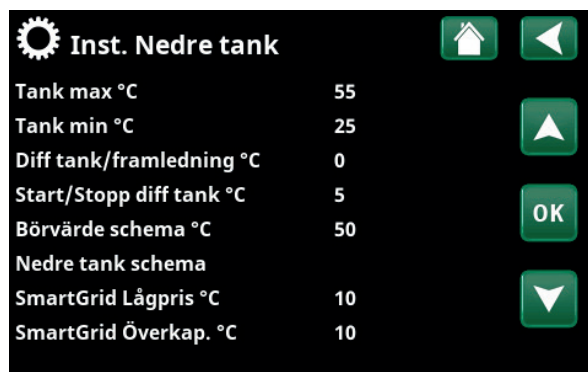 Inst. Nedre tank
Tank max °C 55
Tank min °C 25
Diff tank/framledning °C 0
Start/Stopp diff tank °C 5
Börvärde schema °C 50
Nedre tank schema
SmartGrid Lågpris °C 10
SmartGrid Överkap. °C 10
OK